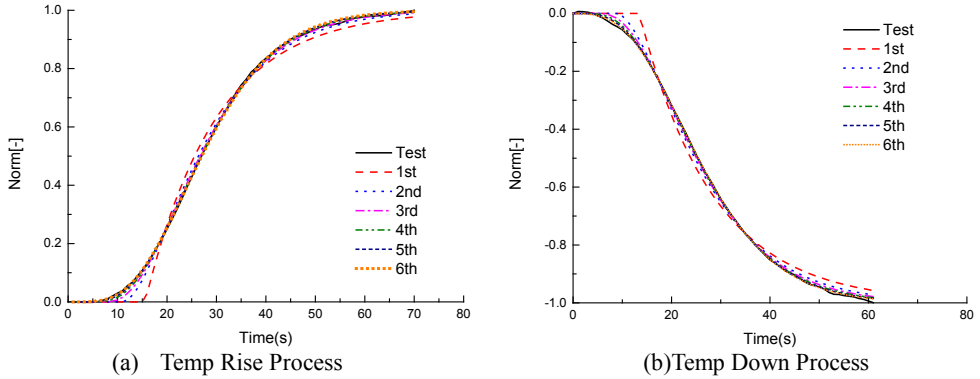 1.0
0.8
0.6
0.4
0.2
0.0
Norm[-]
0 10 20 30 40 50 60 70 80
Time(s)
Test
1st
2nd
3rd
4th
5th
6th
(a) Temp Rise Process
0.0
-0.2
-0.4
-0.6
-0.8
-1.0
Norm[-]
0 20 40 60 80
Time(s)
Test
1st
2nd
3rd
4th
5th
6th
(b)Temp Down Process